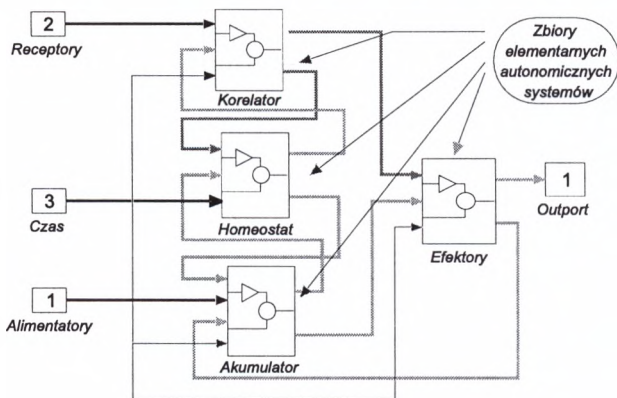 2
Receptory
Korelator
Zbiory
elementarnych
autonomicznych
systemów
3
Czas
Homeostat
1
Outport
Efektory
1
Alimentatory
Akumulator